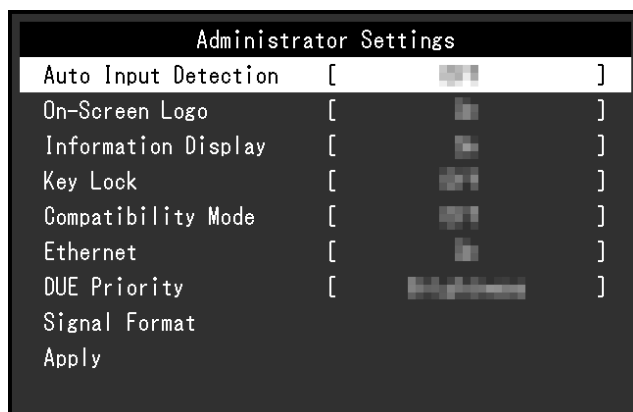 Administrator Settings
Auto Input Detection [ ]
On-Screen Logo [ ]
Information Display [ ]
Key Lock [ ]
Compatibility Mode [ ]
Ethernet [ ]
DUE Priority [ ]
Signal Format
Apply